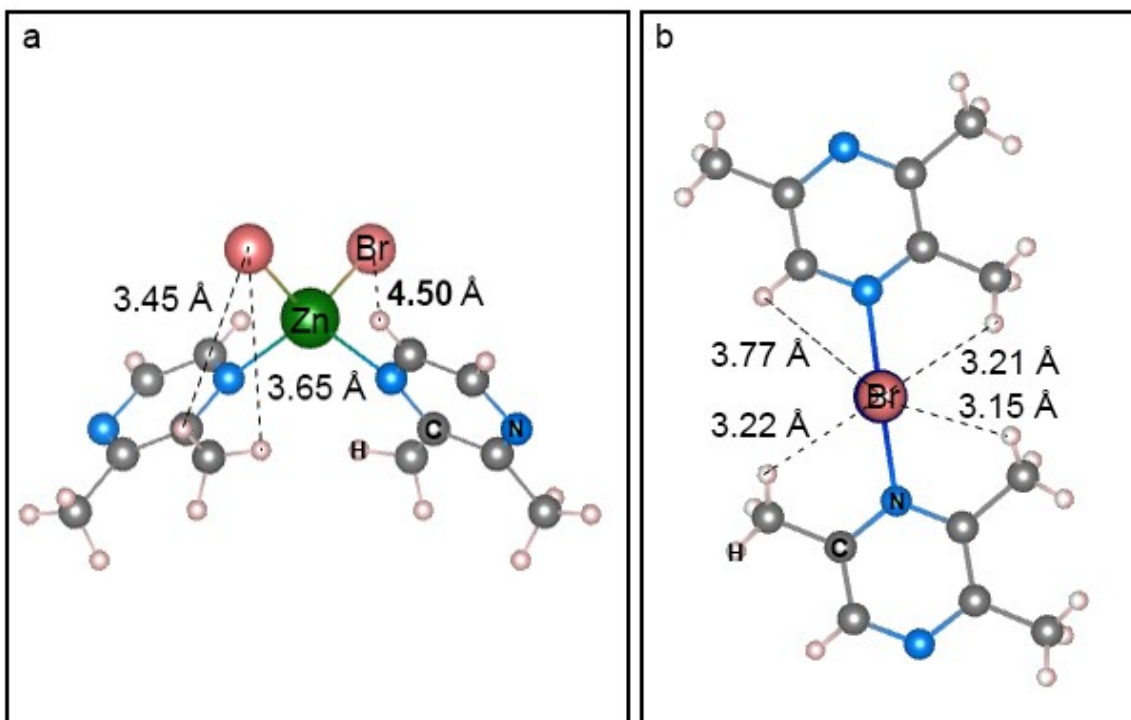 a
Br
3.45 Å
4.50 Å
Zn
3.65 Å
C
N
H
b
3.77 Å
3.21 Å
Br
3.22 Å
3.15 Å
N
C
H